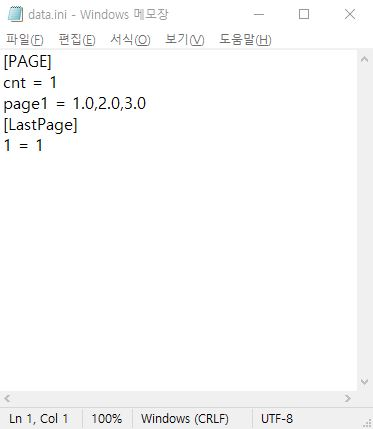 data.ini - Windows 메모장
파일(F) 편집(E) 서식(O) 보기(V) 도움말(H)
[PAGE]
cnt = 1
page1 = 1.0,2.0,3.0
[LastPage]
1 = 1
Ln 1, Col 1 100% Windows (CRLF) UTF-8